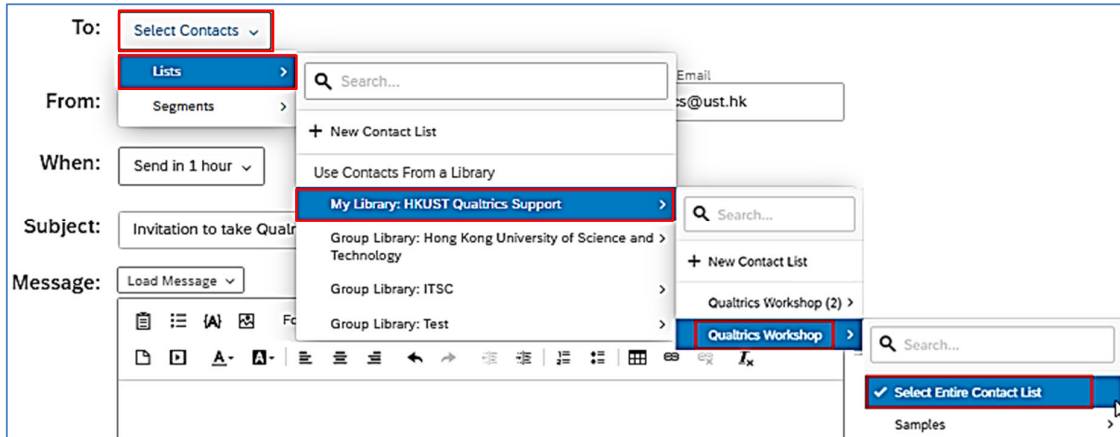 To:
Select Contacts
Lists
Segments
Search...
New Contact List
Use Contacts From a Library
My Library: HKUST Qualtrics Support
Group Library: Hong Kong University of Science and
Technology
Group Library: ITSC
Group Library: Test
Search...
New Contact List
Qualtrics Workshop (2)
Qualtrics Workshop
Search...
Select Entire Contact List
Samples
Email
From:
s@ust.hk
When:
Send in 1 hour
Subject:
Invitation to take Qual
Message:
Load Message
Fo